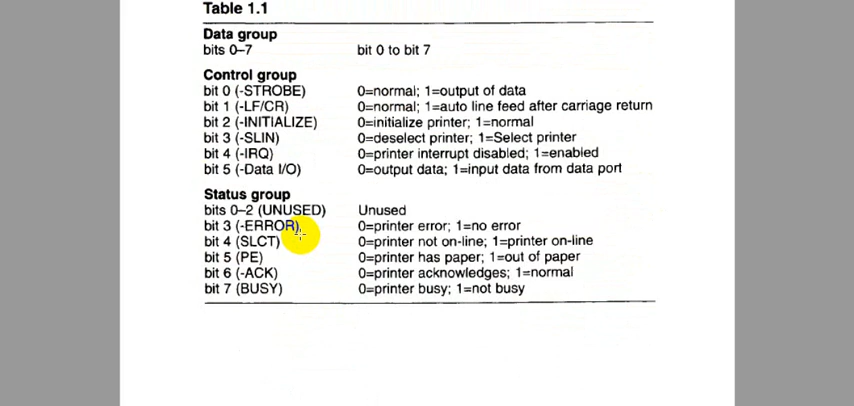 Table 1.1
Data group
bits 0–7 bit 0 to bit 7
Control group
bit 0 (-STROBE) 0=normal; 1=output of data
bit 1 (-LF/CR) 0=normal; 1=auto line feed after carriage return
bit 2 (-INITIALIZE) 0=initialize printer; 1=normal
bit 3 (-SLIN) 0=deselect printer; 1=Select printer
bit 4 (-IRQ) 0=printer interrupt disabled; 1=enabled
bit 5 (-Data I/O) 0=output data; 1=input data from data port
Status group
bits 0–2 (UNUSED) Unused
bit 3 (-ERROR) 0=printer error; 1=no error
bit 4 (SLCT) 0=printer not on-line; 1=printer on-line
bit 5 (PE) 0=printer has paper; 1=out of paper
bit 6 (-ACK) 0=printer acknowledges; 1=normal
bit 7 (BUSY) 0=printer busy; 1=not busy